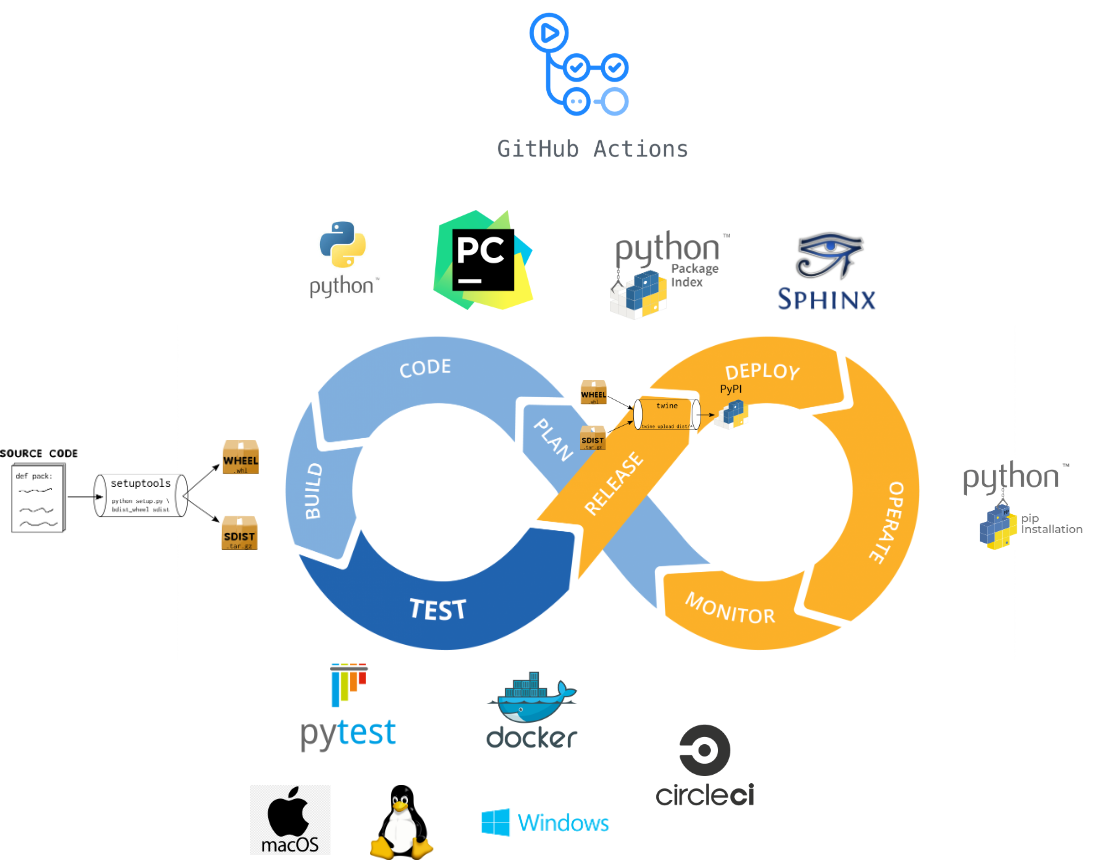 GitHub Actions
python™
PC
python™
Package
Index
SPHINX
CODE
DEPLOY
PyPI
WHEEL
.whl
twine
twine upload dist/*
SDIST
.tar.gz
PLAN
RELEASE
SOURCE CODE
def pack:
setuptools
python setup.py \
bdist_wheel sdist
WHEEL
.whl
SDIST
.tar.gz
BUILD
OPERATE
python™
pip
Installation
TEST
MONITOR
pytest
docker
circleci
macOS
Windows